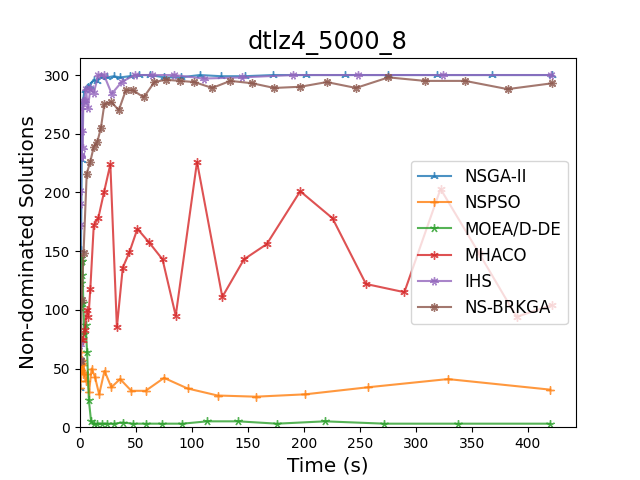 dtlz4_5000_8
Non-dominated Solutions
300
250
200
150
100
50
0
NSGA-II
NSPSO
MOEA/D-DE
MHACO
IHS
NS-BRKGA
0 50 100 150 200 250 300 350 400
Time (s)